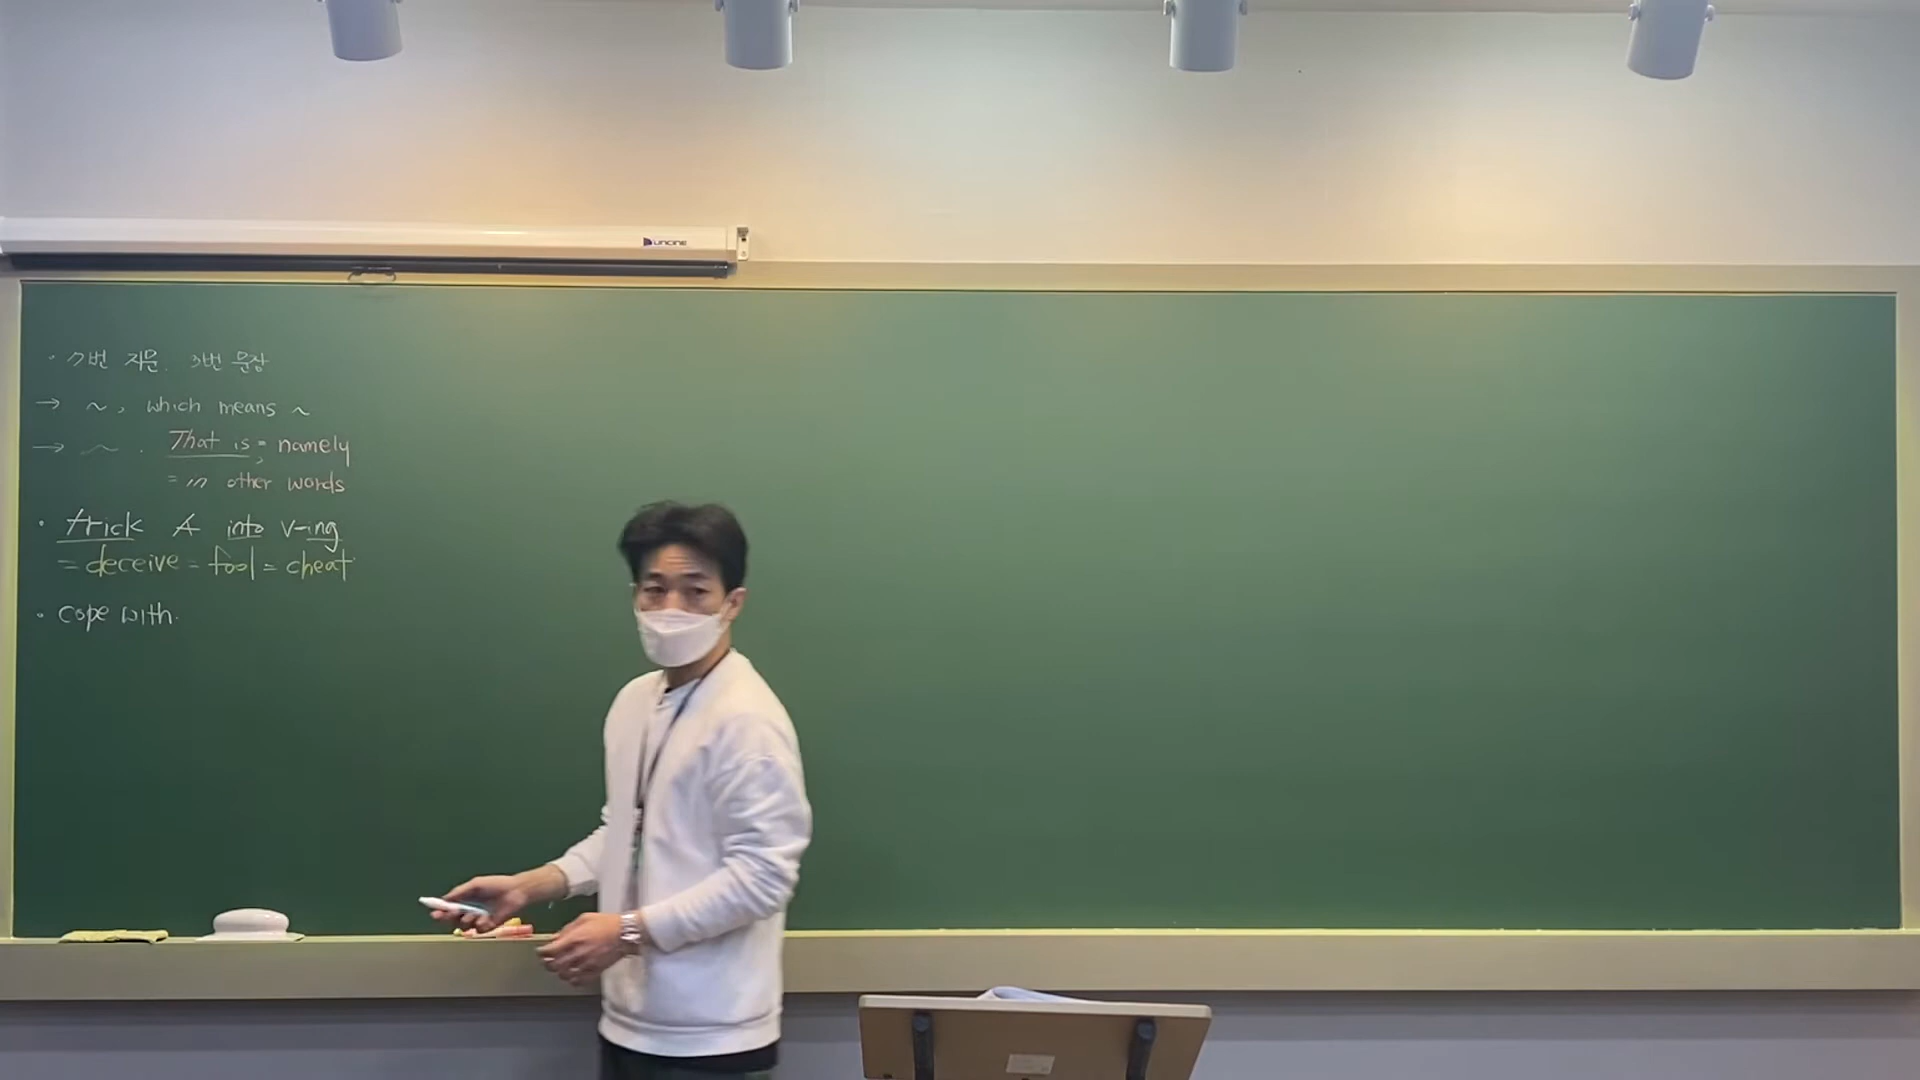 UNCINE
· 7번 지문. 3번 문장
→ ~, which means ~
→ ~. That is, = namely
= in other words
· trick A into v-ing
= deceive = fool = cheat
· cope with.